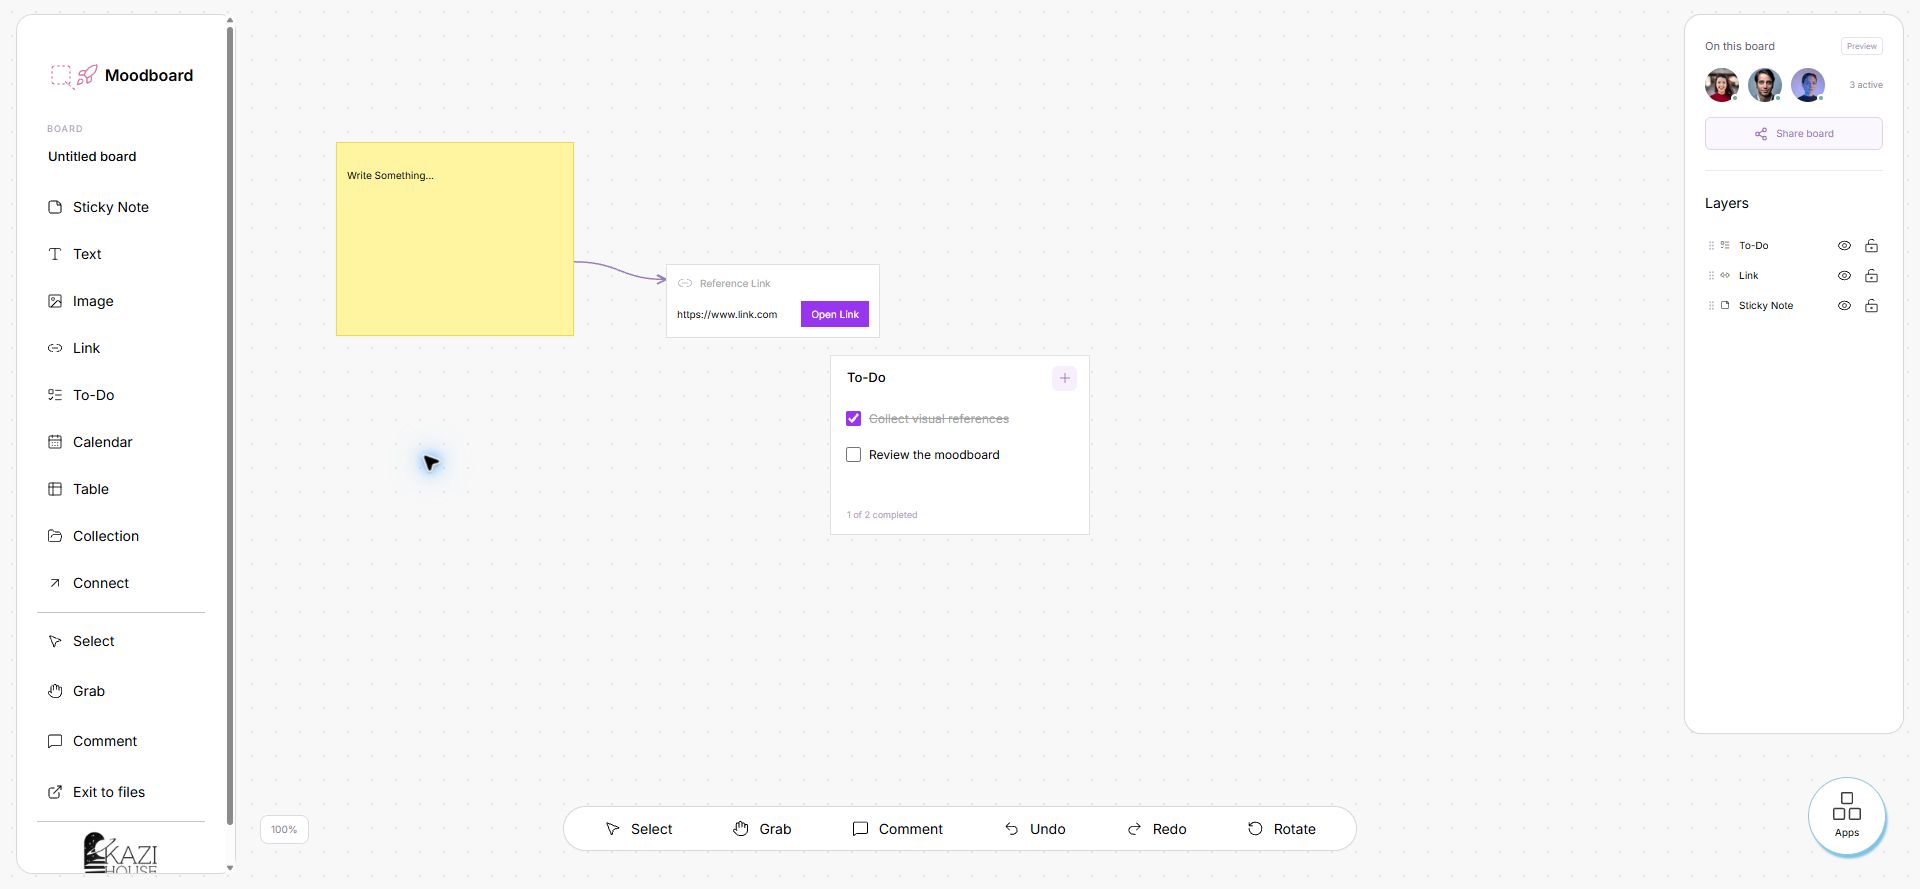 Moodboard
BOARD
Untitled board
Sticky Note
Text
Image
Link
To-Do
Calendar
Table
Collection
Connect
Select
Grab
Comment
Exit to files
KAZI
HOUSE
Write Something...
Reference Link
https://www.link.com
Open Link
To-Do
Collect visual references
Review the moodboard
1 of 2 completed
100%
Select
Grab
Comment
Undo
Redo
Rotate
On this board
Preview
3 active
Share board
Layers
To-Do
Link
Sticky Note
Apps